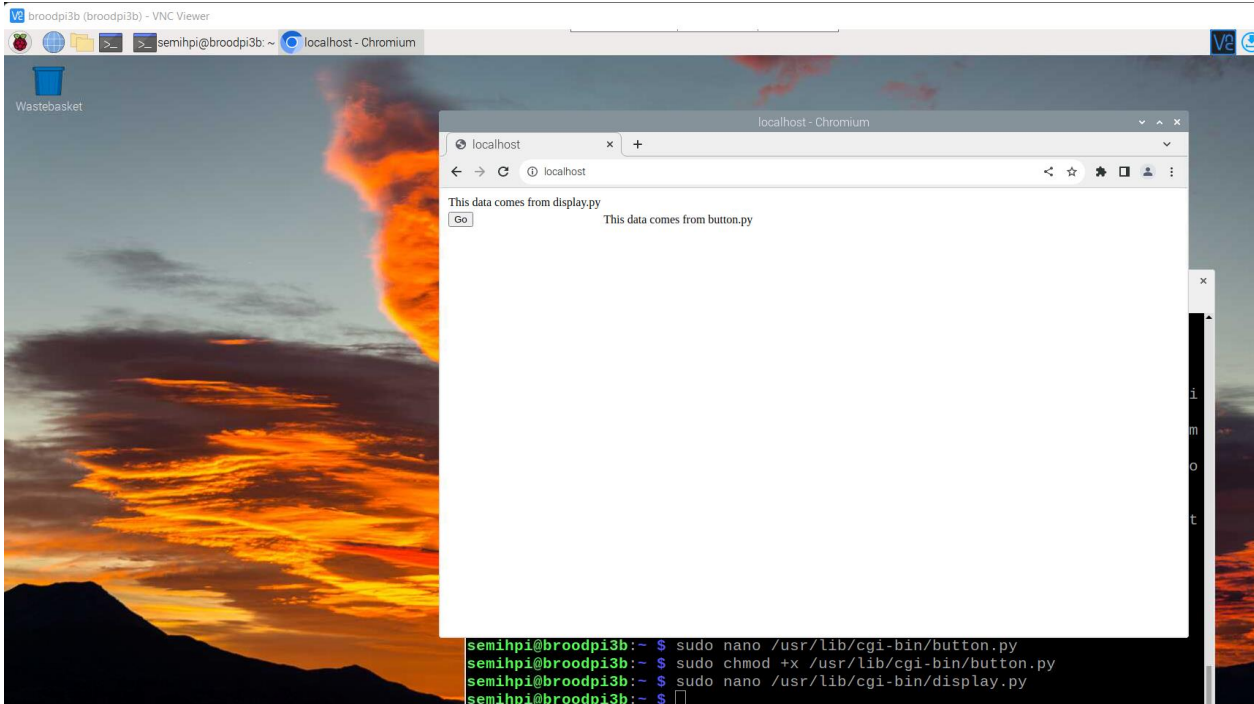 broodpi3b (broodpi3b) - VNC Viewer
semihpi@broodpi3b: ~ localhost - Chromium
Wastebasket
localhost - Chromium
localhost
localhost
This data comes from display.py
Go This data comes from button.py
i
m
o
t
semihpi@broodpi3b:~ $ sudo nano /usr/lib/cgi-bin/button.py
semihpi@broodpi3b:~ $ sudo chmod +x /usr/lib/cgi-bin/button.py
semihpi@broodpi3b:~ $ sudo nano /usr/lib/cgi-bin/display.py
semihpi@broodpi3b:~ $